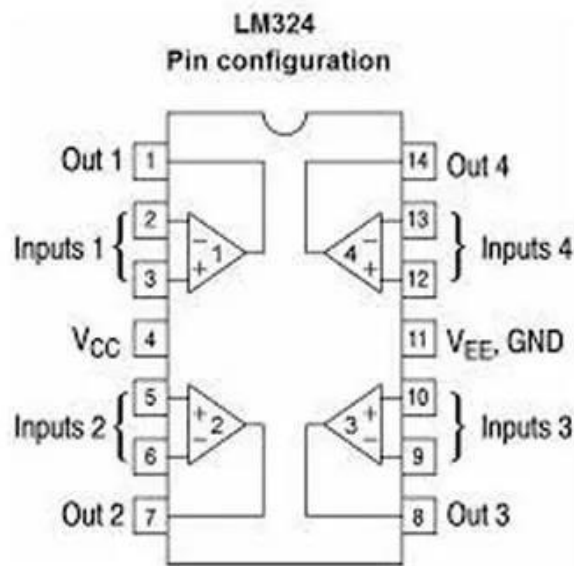 LM324
Pin configuration
Out 1 1 14 Out 4
2 13
Inputs 1 − 1 + − 4 + Inputs 4
3 12
VCC 4 11 VEE, GND
5 10
Inputs 2 + 2 − + 3 − Inputs 3
6 9
Out 2 7 8 Out 3